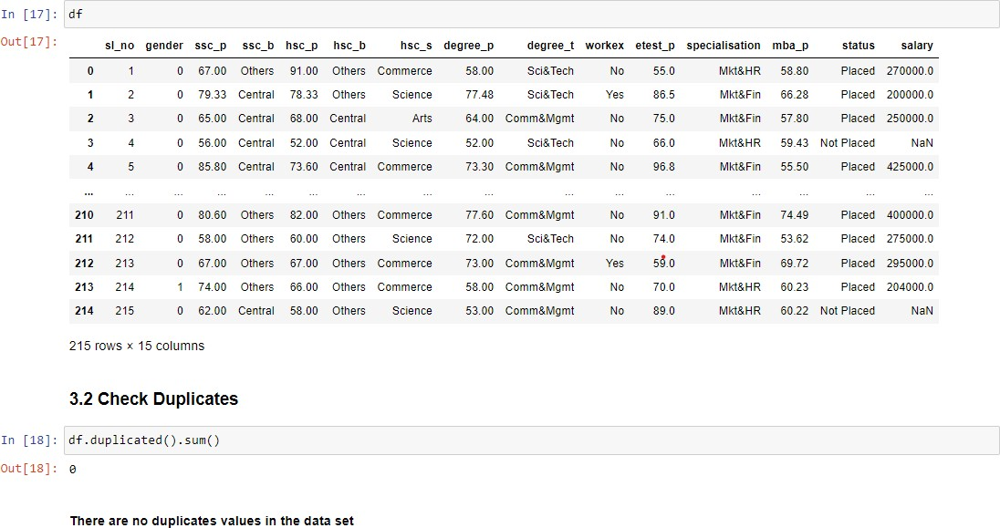 In [17]: df
Out[17]:
sl_no gender ssc_p ssc_b hsc_p hsc_b hsc_s degree_p degree_t workex etest_p specialisation mba_p status salary
0 1 0 67.00 Others 91.00 Others Commerce 58.00 Sci&Tech No 55.0 Mkt&HR 58.80 Placed 270000.0
1 2 0 79.33 Central 78.33 Others Science 77.48 Sci&Tech Yes 86.5 Mkt&Fin 66.28 Placed 200000.0
2 3 0 65.00 Central 68.00 Central Arts 64.00 Comm&Mgmt No 75.0 Mkt&Fin 57.80 Placed 250000.0
3 4 0 56.00 Central 52.00 Central Science 52.00 Sci&Tech No 66.0 Mkt&HR 59.43 Not Placed NaN
4 5 0 85.80 Central 73.60 Central Commerce 73.30 Comm&Mgmt No 96.8 Mkt&Fin 55.50 Placed 425000.0
... ... ... ... ... ... ... ... ... ... ... ... ... ... ... ...
210 211 0 80.60 Others 82.00 Others Commerce 77.60 Comm&Mgmt No 91.0 Mkt&Fin 74.49 Placed 400000.0
211 212 0 58.00 Others 60.00 Others Science 72.00 Sci&Tech No 74.0 Mkt&Fin 53.62 Placed 275000.0
212 213 0 67.00 Others 67.00 Others Commerce 73.00 Comm&Mgmt Yes 59.0 Mkt&Fin 69.72 Placed 295000.0
213 214 1 74.00 Others 66.00 Others Commerce 58.00 Comm&Mgmt No 70.0 Mkt&HR 60.23 Placed 204000.0
214 215 0 62.00 Central 58.00 Others Science 53.00 Comm&Mgmt No 89.0 Mkt&HR 60.22 Not Placed NaN
215 rows × 15 columns
3.2 Check Duplicates
In [18]: df.duplicated().sum()
Out[18]: 0
There are no duplicates values in the data set